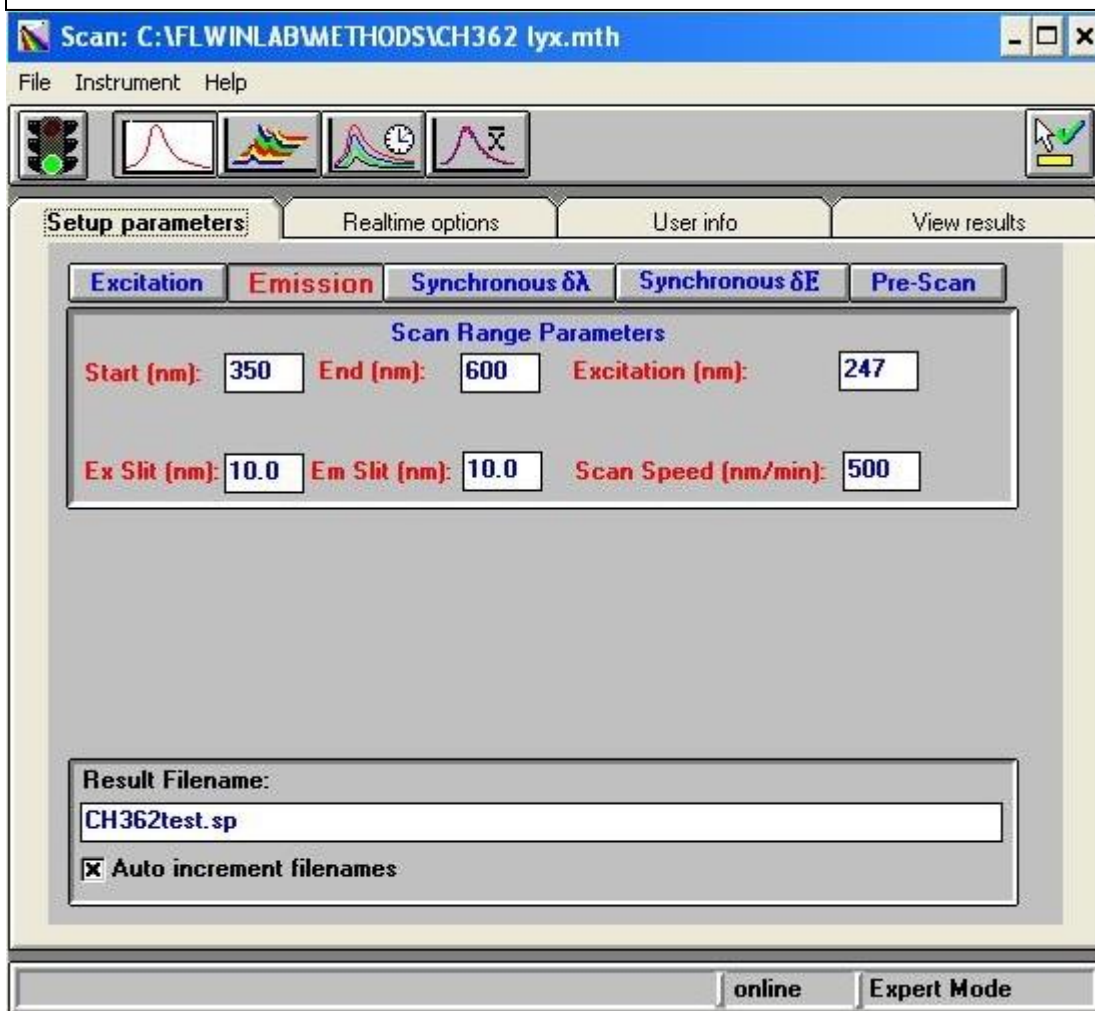 Scan: C:\FLWINLAB\METHODS\CH362 lyx.mth
File Instrument Help
Setup parameters Realtime options User info View results
Excitation Emission Synchronous δλ Synchronous δE Pre-Scan
Scan Range Parameters
Start (nm): 350 End (nm): 600 Excitation (nm): 247
Ex Slit (nm): 10.0 Em Slit (nm): 10.0 Scan Speed (nm/min): 500
Result Filename:
CH362test.sp
Auto increment filenames
online Expert Mode